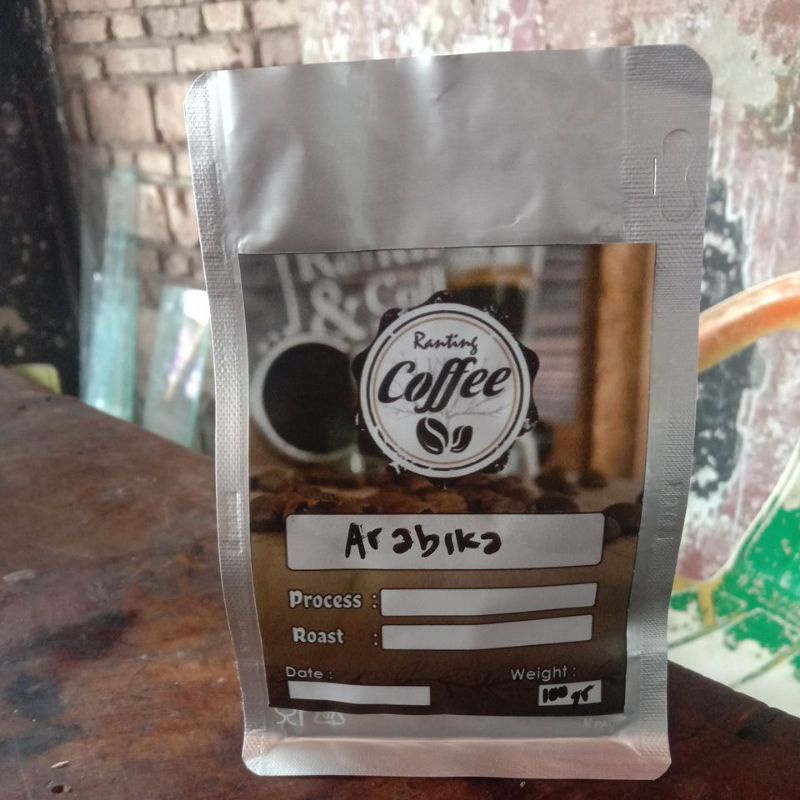 Ranting
Coffee
Arabika
Process :
Roast :
Date :
Weight :
100 gr